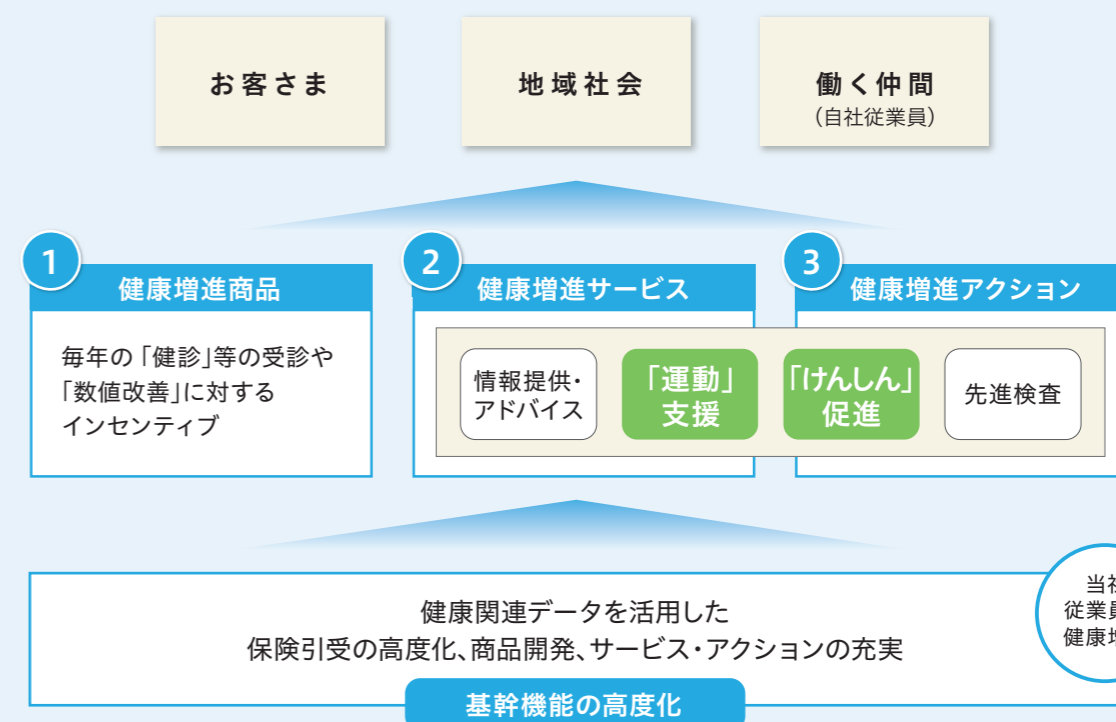 お客さま
地域社会
働く仲間
（自社従業員）
1
健康増進商品
毎年の「健診」等の受診や
「数値改善」に対する
インセンティブ
2
健康増進サービス
3
健康増進アクション
情報提供・
アドバイス
「運動」
支援
「けんしん」
促進
先進検査
健康関連データを活用した
保険引受の高度化、商品開発、サービス・アクションの充実
基幹機能の高度化
当社
従業員
健康増